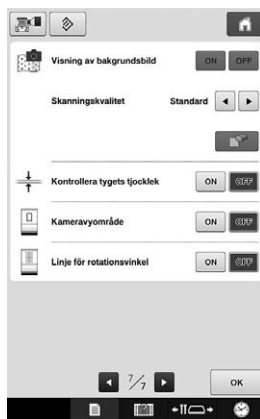 Visning av bakgrundsbild ON OFF
Skanningskvalitet Standard
Kontrollera tygets tjocklek ON OFF
Kameravyområde ON OFF
Linje för rotationsvinkel ON OFF
7/7
OK